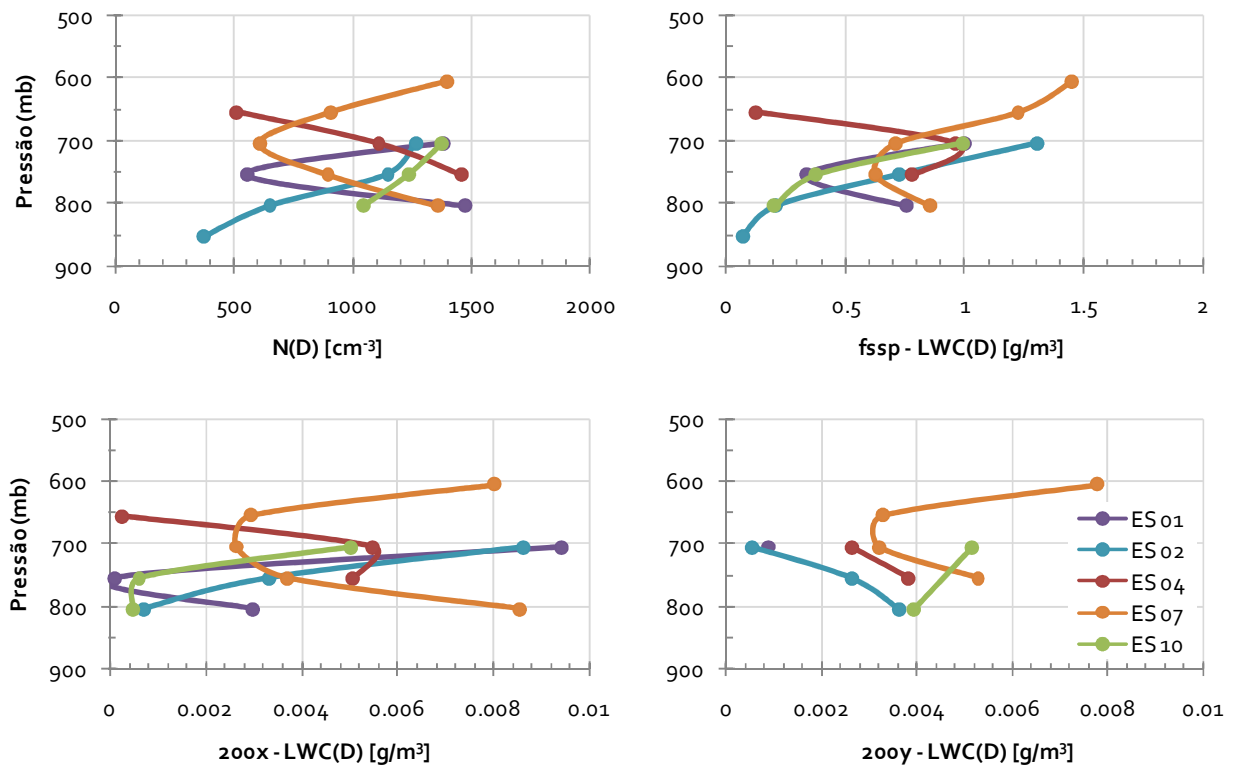 500
600
700
800
900
Pressão (mb)
0 500 1000 1500 2000
N(D) [cm⁻³]
500
600
700
800
900
0 0.5 1 1.5 2
fssp - LWC(D) [g/m³]
500
600
700
800
900
Pressão (mb)
0 0.002 0.004 0.006 0.008 0.01
200x - LWC(D) [g/m³]
500
600
700
800
900
0 0.002 0.004 0.006 0.008 0.01
200y - LWC(D) [g/m³]
ES 01
ES 02
ES 04
ES 07
ES 10